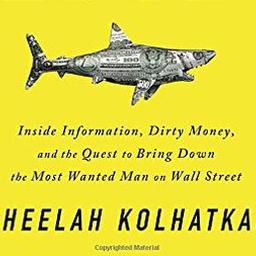 Inside Information, Dirty Money,
and the Quest to Bring Down
the Most Wanted Man on Wall Street
HEELAH KOLHATKA
Copyrighted Material